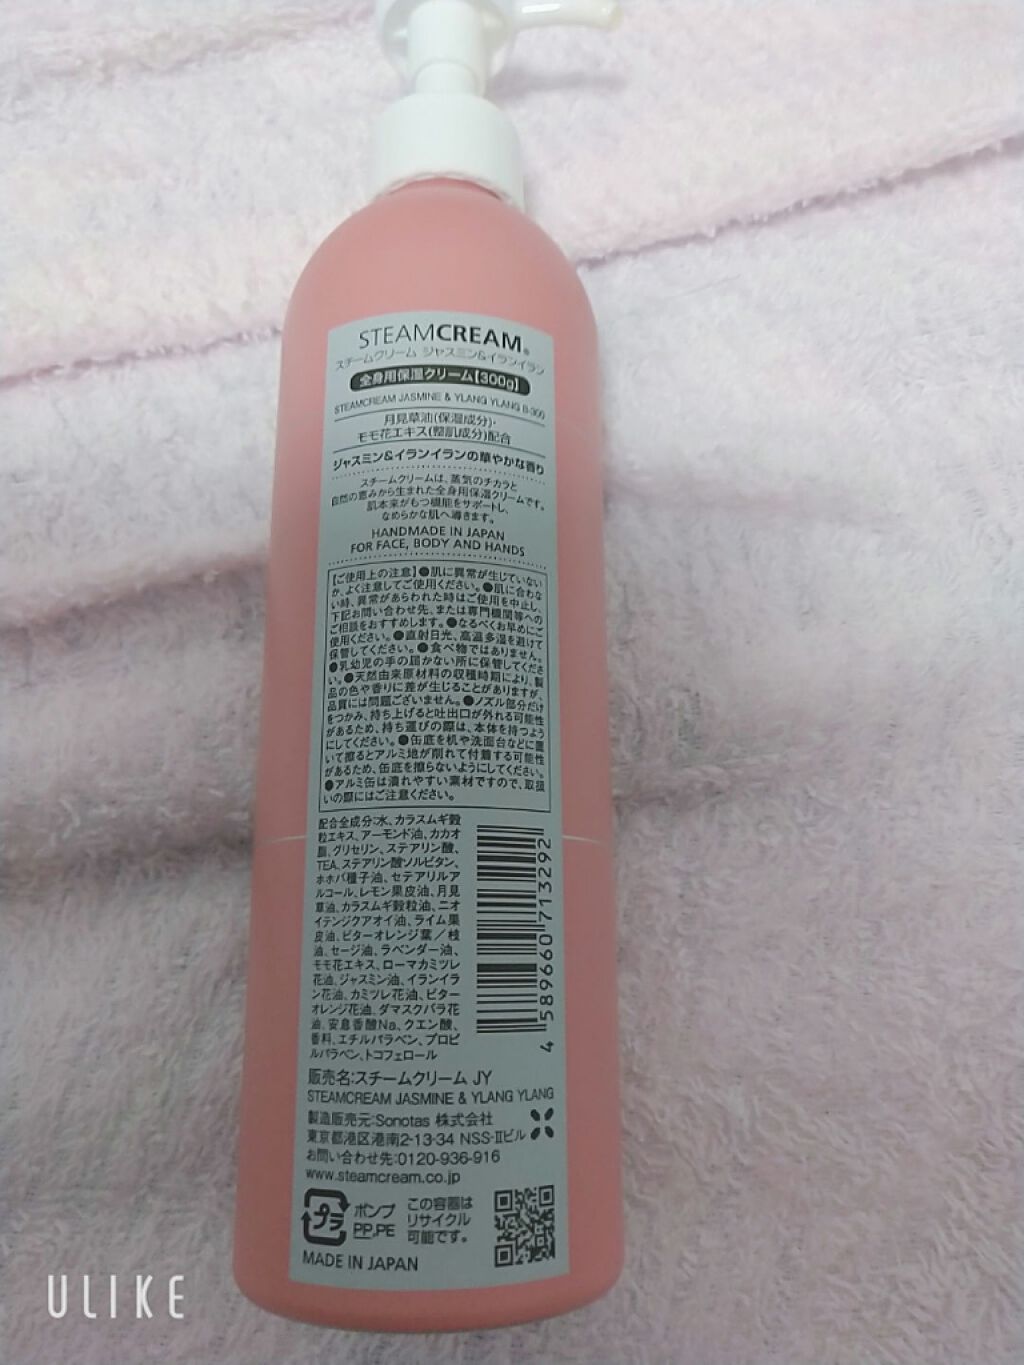 STEAMCREAM®
スチームクリーム ジャスミン&イランイラン
全身用保湿クリーム【300g】
STEAMCREAM JASMINE & YLANG YLANG B-300
月見草油(保湿成分)・
モモ花エキス(整肌成分)配合
ジャスミン&イランイランの華やかな香り
スチームクリームは、蒸気のチカラと
自然の恵みから生まれた全身用保湿クリームです。
肌本来がもつ機能をサポートし、
なめらかな肌へ導きます。
HANDMADE IN JAPAN
FOR FACE, BODY AND HANDS
【ご使用上の注意】●肌に異常が生じていない
か、よく注意してご使用ください。●肌に合わな
い時、異常があらわれた時はご使用を中止し、
下記お問い合わせ先、または専門機関等への
ご相談をおすすめします。●なるべくお早めにご
使用ください。●直射日光、高温多湿を避けて
保管してください。●食べ物ではありません。
●乳幼児の手の届かない所に保管してくださ
い。●天然由来原材料の収穫時期により、製
品の色や香りに差が生じることがありますが、
品質には問題ございません。●ノズル部分だけ
をつかみ、持ち上げると吐出口が外れる可能性
があるため、持ち運びの際は、本体を持つよう
にしてください。●缶底を机や洗面台などに置
いて擦るとアルミ地が削れて付着する可能性
があるため、缶底を擦らないようにしてください。
●アルミ缶は潰れやすい素材ですので、取扱
いの際にはご注意ください。
配合全成分:水、カラスムギ穀
粒エキス、アーモンド油、カカオ
脂、グリセリン、ステアリン酸、
TEA、ステアリン酸ソルビタン、
ホホバ種子油、セテアリルア
ルコール、レモン果皮油、月見
草油、カラスムギ穀粒油、ニオ
イテンジクアオイ油、ライム果
皮油、ビターオレンジ葉/枝
油、セージ油、ラベンダー油、
モモ花エキス、ローマカミツレ
花油、ジャスミン油、イランイラ
ン花油、カミツレ花油、ビター
オレンジ花油、ダマスクバラ花
油、安息香酸Na、クエン酸、
香料、エチルパラベン、プロピ
ルパラベン、トコフェロール
4 589660 713292
販売名:スチームクリーム JY
STEAMCREAM JASMINE & YLANG YLANG
製造販売元:Sonotas 株式会社
東京都港区港南2-13-34 NSS-Ⅱビル
お問い合わせ先:0120-936-916
www.steamcream.co.jp
プラ
ポンプ
PP,PE
この容器は
リサイクル
可能です。
MADE IN JAPAN
ULIKE